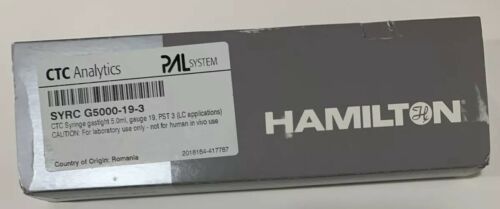 CTC Analytics
PAL SYSTEM
SYRC G5000-19-3
CTC Syringe gastight 5.0ml, gauge 19, PST 3 (LC applications)
CAUTION: For laboratory use only - not for human in vivo use
Country of Origin: Romania
2018184-417787
HAMILTON
H